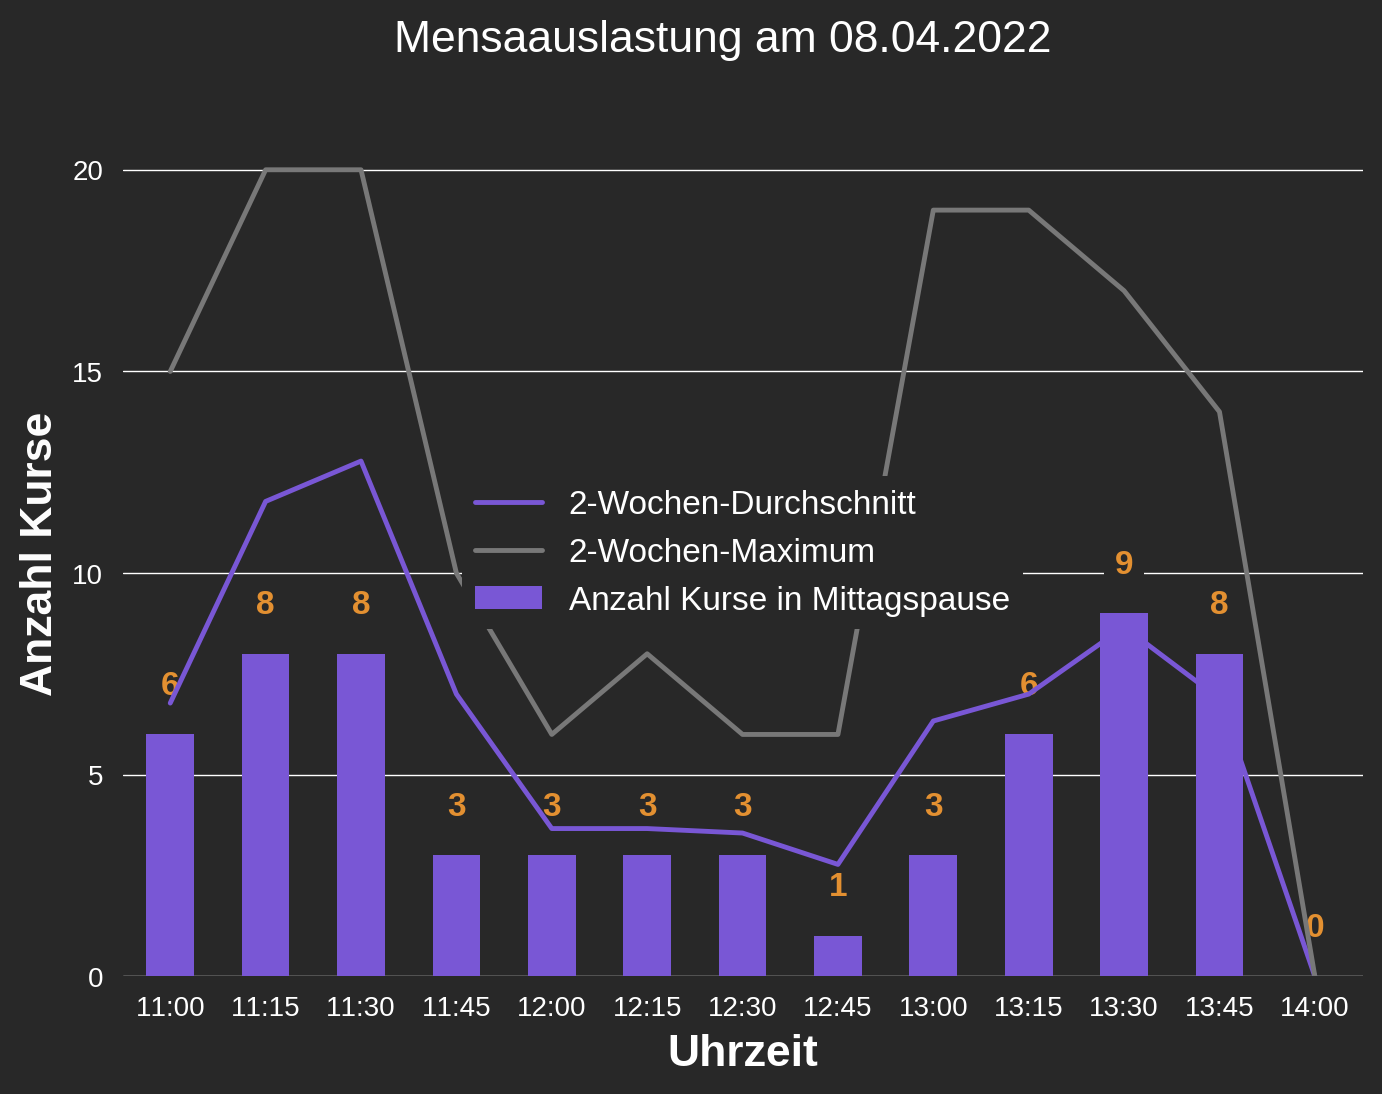 Mensaauslastung am 08.04.2022
Anzahl Kurse
20
15
10
5
0
2-Wochen-Durchschnitt
2-Wochen-Maximum
Anzahl Kurse in Mittagspause
6
8
8
3
3
3
3
1
3
6
9
8
0
11:00 11:15 11:30 11:45 12:00 12:15 12:30 12:45 13:00 13:15 13:30 13:45 14:00
Uhrzeit